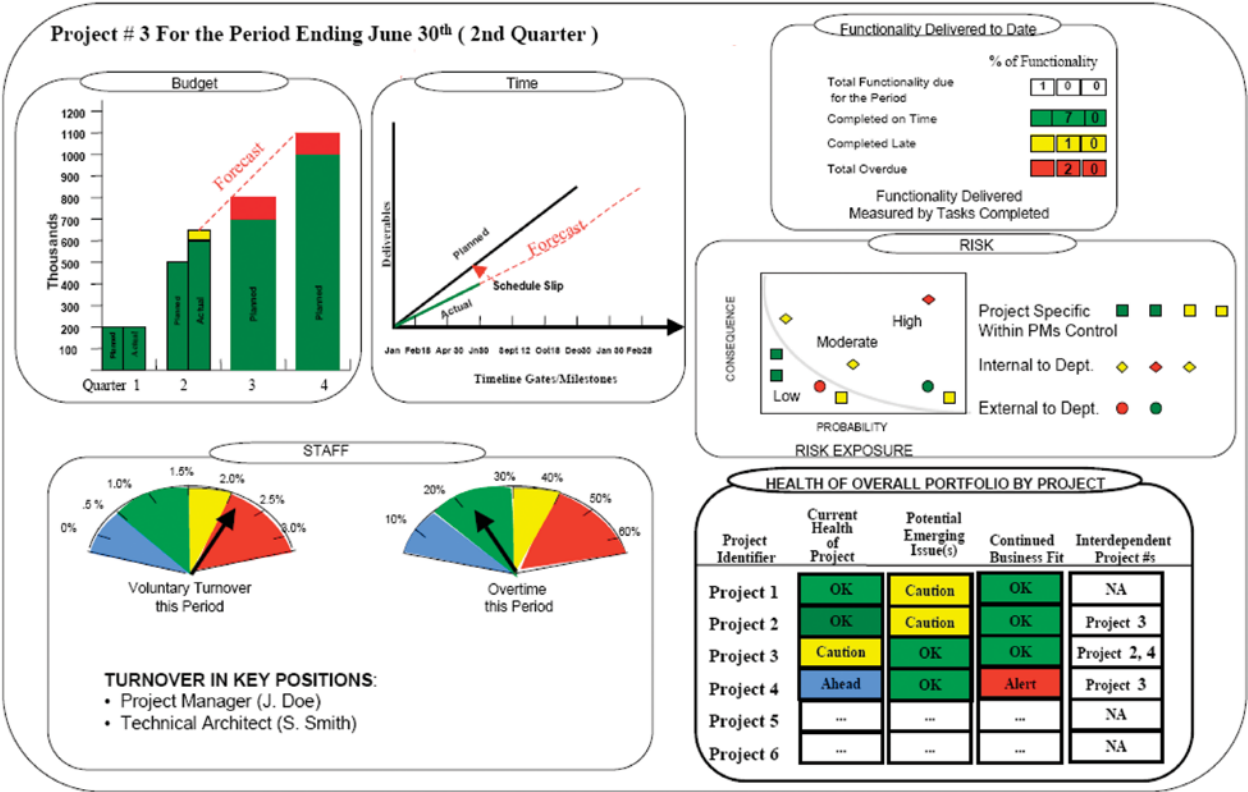 Project # 3 For the Period Ending June 30th ( 2nd Quarter )
Budget
1200
1100
1000
900
800
700
600
500
400
300
200
100
Thousands
Forecast
Planned
Actual
Planned
Actual
Planned
Planned
Quarter 1 2 3 4
Time
Deliverables
Planned
Forecast
Actual
Schedule Slip
Jan Feb15 Apr 30 Jn30 Sept 12 Oct18 Dec30 Jan 30 Feb28
Timeline Gates/Milestones
Functionality Delivered to Date
% of Functionality
Total Functionality due
for the Period
1 0 0
Completed on Time
7 0
Completed Late
1 0
Total Overdue
2 0
Functionality Delivered
Measured by Tasks Completed
RISK
CONSEQUENCE
High
Moderate
Low
PROBABILITY
RISK EXPOSURE
Project Specific
Within PMs Control
Internal to Dept.
External to Dept.
STAFF
0%
.5%
1.0%
1.5%
2.0%
2.5%
3.0%
Voluntary Turnover
this Period
10%
20%
30%
40%
50%
60%
Overtime
this Period
TURNOVER IN KEY POSITIONS:
• Project Manager (J. Doe)
• Technical Architect (S. Smith)
HEALTH OF OVERALL PORTFOLIO BY PROJECT
Project
Identifier
Current
Health
of
Project
Potential
Emerging
Issue(s)
Continued
Business Fit
Interdependent
Project #s
Project 1 OK Caution OK NA
Project 2 OK Caution OK Project 3
Project 3 Caution OK OK Project 2, 4
Project 4 Ahead OK Alert Project 3
Project 5 ... ... ... NA
Project 6 ... ... ... NA